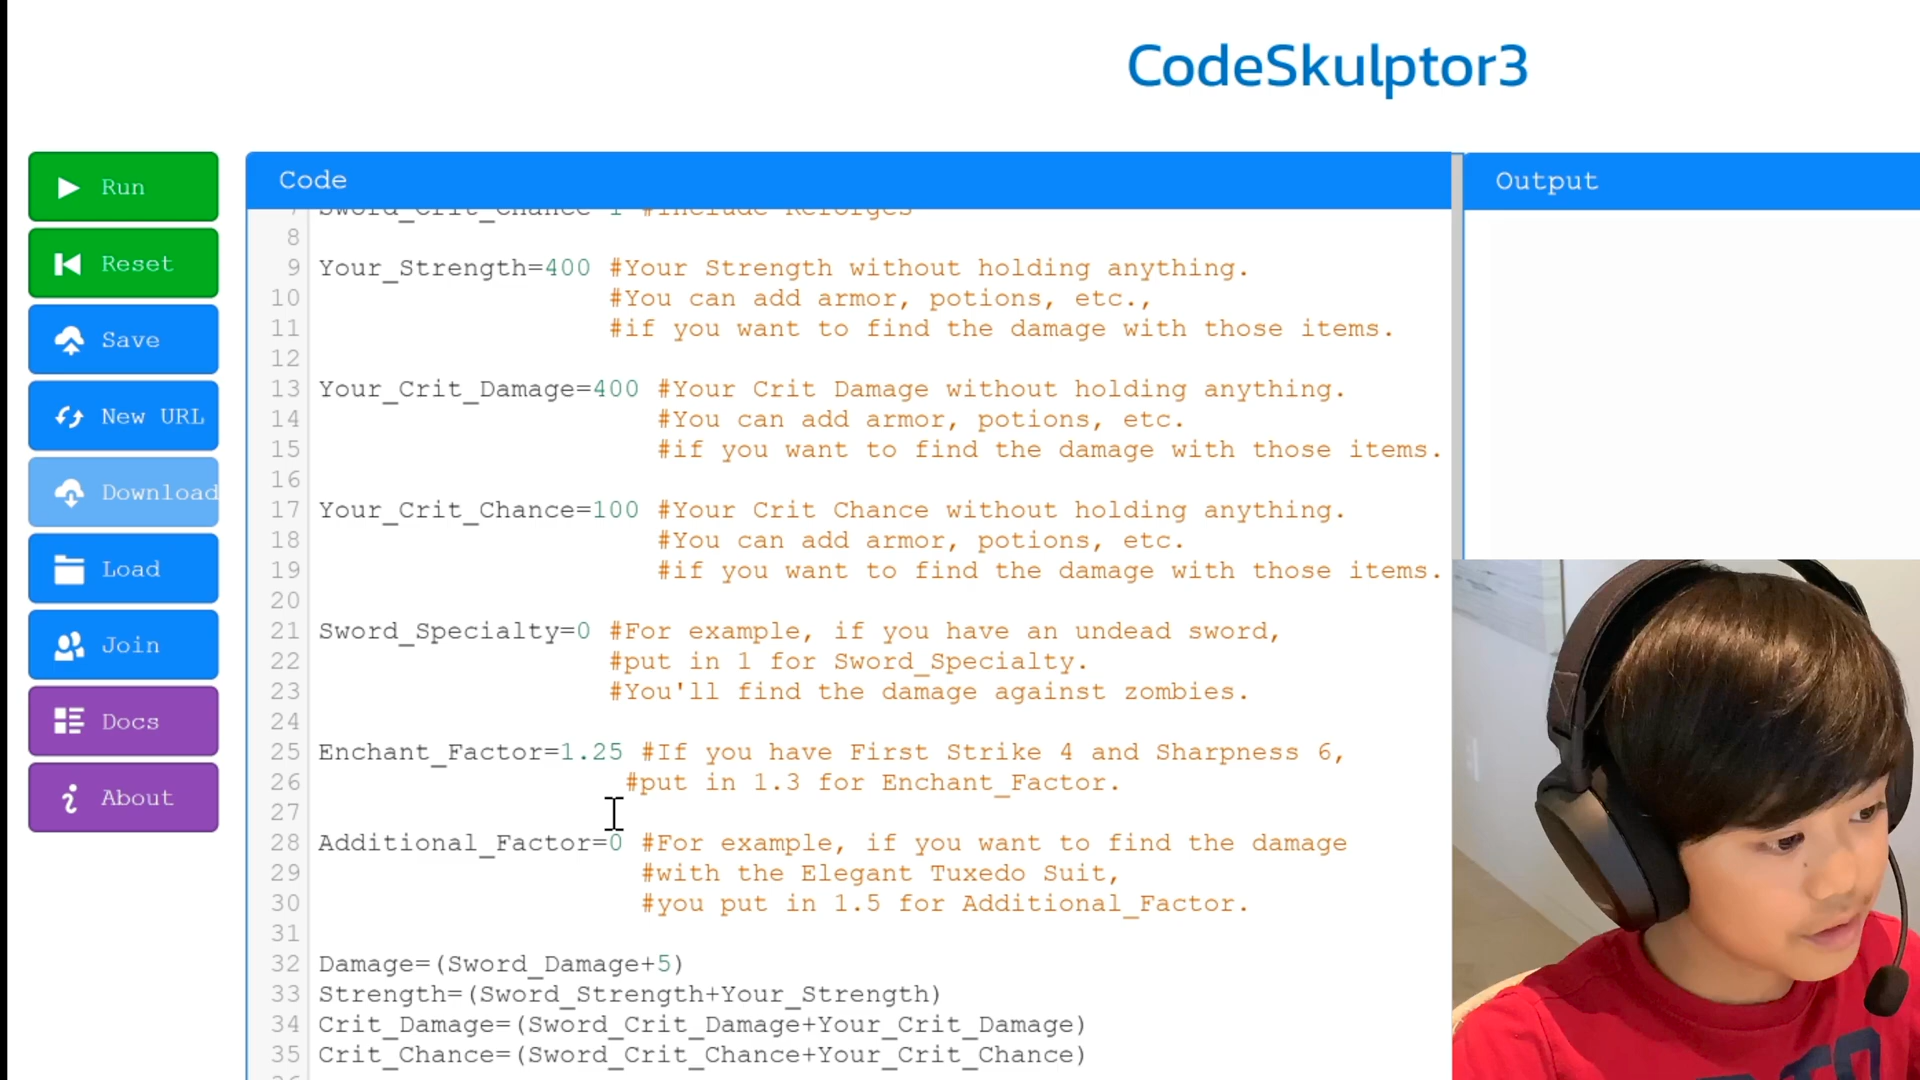 CodeSkulptor3
Run
Reset
Save
New URL
Download
Load
Join
Docs
About
Code
Output
7 Sword_Crit_Chance 1 #Include Reforges
8
9 Your_Strength=400 #Your Strength without holding anything.
10 #You can add armor, potions, etc.,
11 #if you want to find the damage with those items.
12
13 Your_Crit_Damage=400 #Your Crit Damage without holding anything.
14 #You can add armor, potions, etc.
15 #if you want to find the damage with those items.
16
17 Your_Crit_Chance=100 #Your Crit Chance without holding anything.
18 #You can add armor, potions, etc.
19 #if you want to find the damage with those items.
20
21 Sword_Specialty=0 #For example, if you have an undead sword,
22 #put in 1 for Sword_Specialty.
23 #You'll find the damage against zombies.
24
25 Enchant_Factor=1.25 #If you have First Strike 4 and Sharpness 6,
26 #put in 1.3 for Enchant_Factor.
27
28 Additional_Factor=0 #For example, if you want to find the damage
29 #with the Elegant Tuxedo Suit,
30 #you put in 1.5 for Additional_Factor.
31
32 Damage=(Sword_Damage+5)
33 Strength=(Sword_Strength+Your_Strength)
34 Crit_Damage=(Sword_Crit_Damage+Your_Crit_Damage)
35 Crit_Chance=(Sword_Crit_Chance+Your_Crit_Chance)